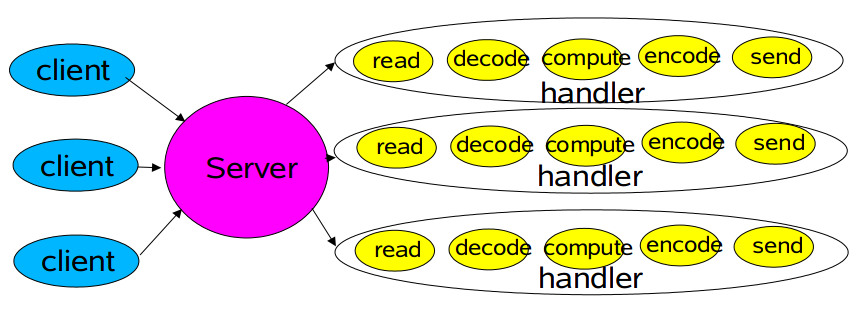 client
client
client
Server
read decode compute encode send
handler
read decode compute encode send
handler
read decode compute encode send
handler